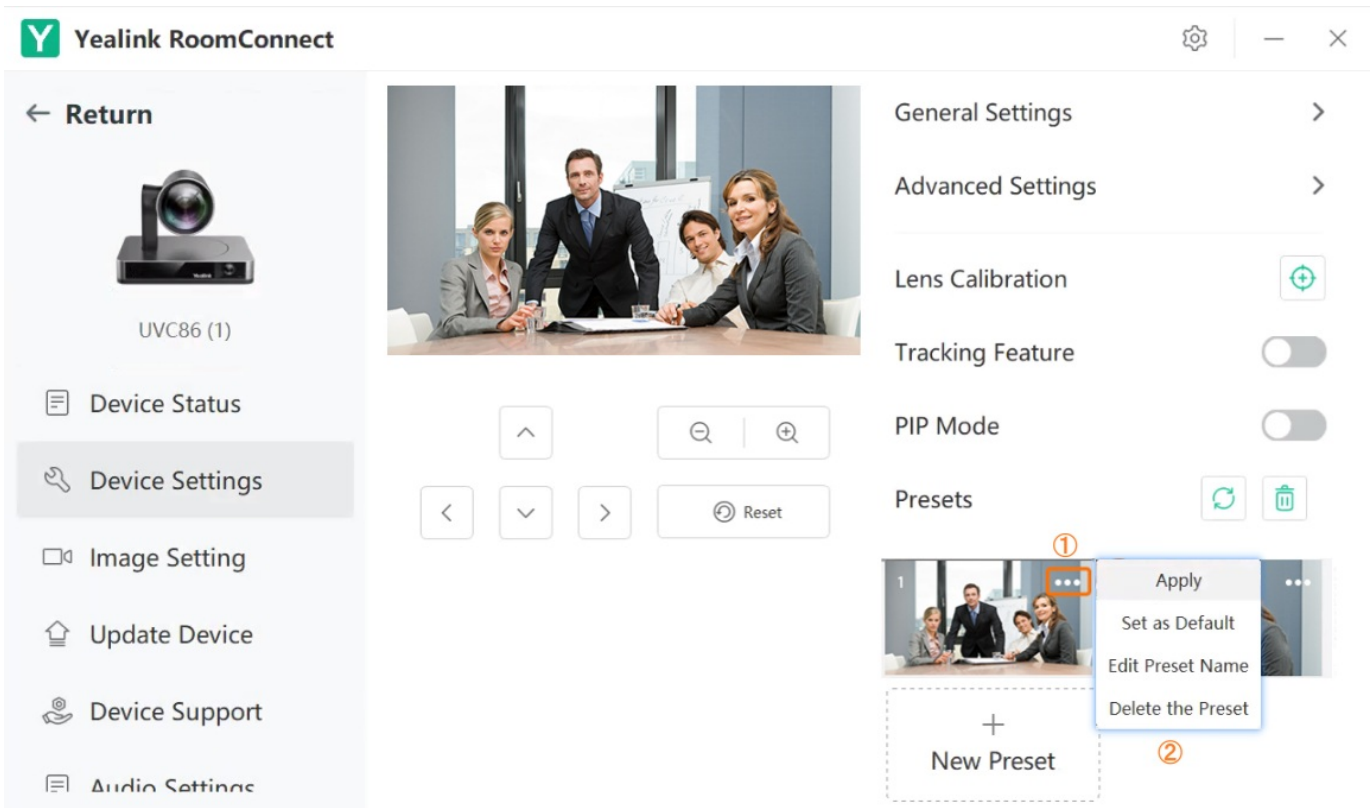 Yealink RoomConnect
Return
UVC86 (1)
Device Status
Device Settings
Image Setting
Update Device
Device Support
Audio Settings
Reset
General Settings
Advanced Settings
Lens Calibration
Tracking Feature
PIP Mode
Presets
①
1
Apply
Set as Default
Edit Preset Name
Delete the Preset
②
New Preset